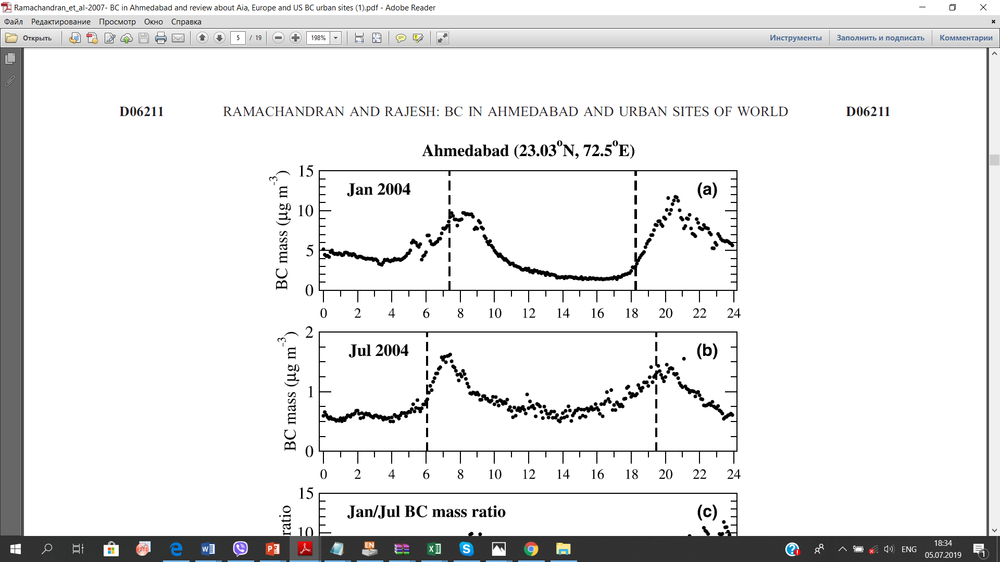 Ramachandran_et_al-2007- BC in Ahmedabad and review about Aia, Europe and US BC urban sites (1).pdf - Adobe Reader
Файл Редактирование Просмотр Окно Справка
Открыть 5 / 19 198% Инструменты Заполнить и подписать Комментарии
D06211 RAMACHANDRAN AND RAJESH: BC IN AHMEDABAD AND URBAN SITES OF WORLD D06211
Ahmedabad (23.03°N, 72.5°E)
BC mass (μg m⁻³)
15
10
5
0
Jan 2004 (a)
0 2 4 6 8 10 12 14 16 18 20 22 24
BC mass (μg m⁻³)
2
1
0
Jul 2004 (b)
0 2 4 6 8 10 12 14 16 18 20 22 24
ratio
15
10
Jan/Jul BC mass ratio (c)
EN
ENG
18:34
05.07.2019
1